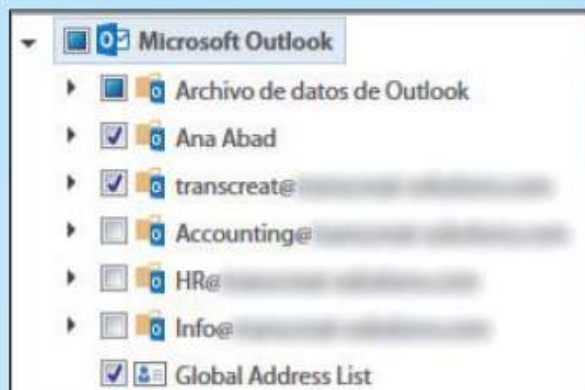 Microsoft Outlook
Archivo de datos de Outlook
Ana Abad
transcreat@
Accounting@
HR@
Info@
Global Address List